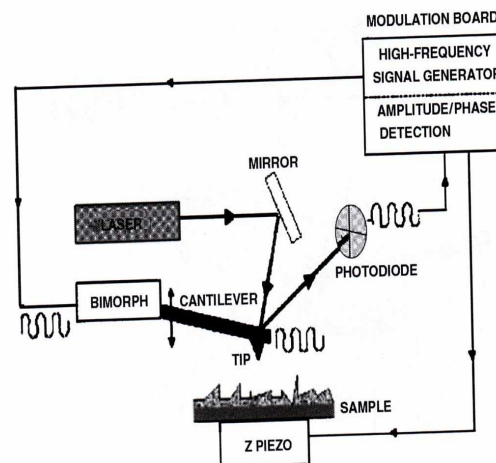 MODULATION BOARD
HIGH-FREQUENCY
SIGNAL GENERATOR
AMPLITUDE/PHASE
DETECTION
MIRROR
LASER
PHOTODIODE
BIMORPH
CANTILEVER
TIP
SAMPLE
Z PIEZO